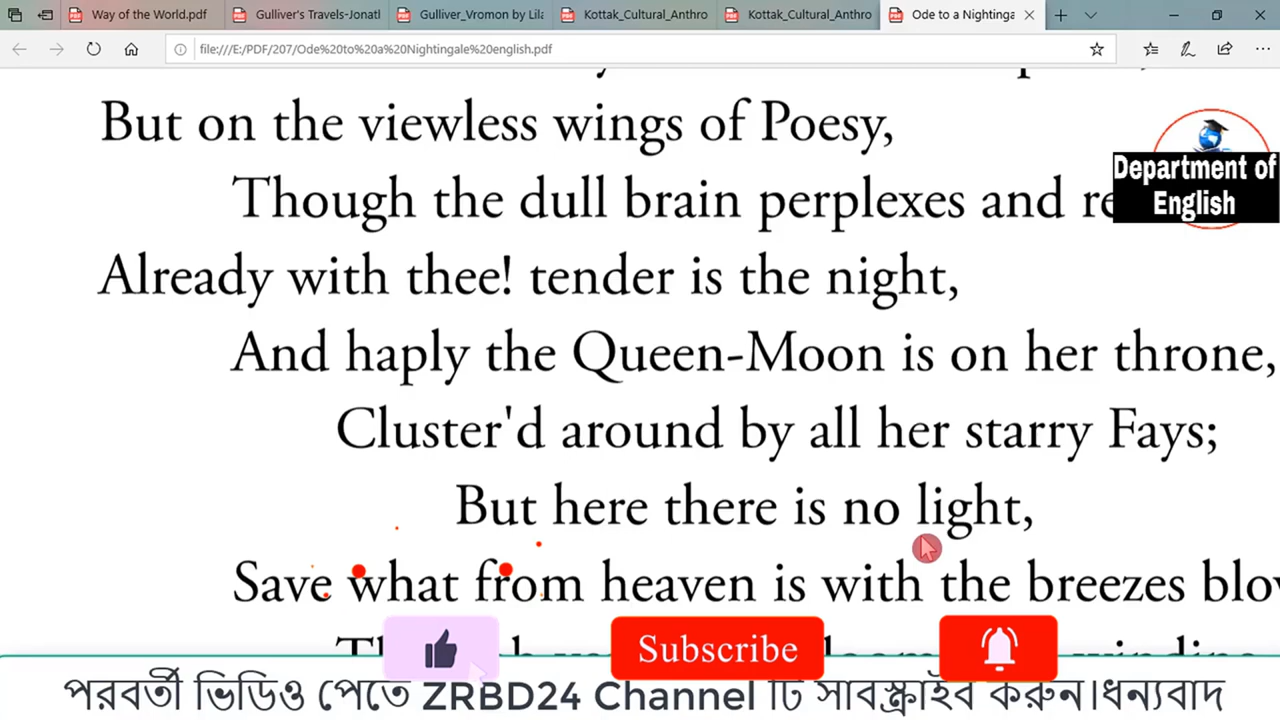 Way of the World.pdf
Gulliver's Travels-Jonatl
Gulliver_Vromon by Lila
Kottak_Cultural_Anthro
Kottak_Cultural_Anthro
Ode to a Nightinga
file:///E:/PDF/207/Ode%20to%20a%20Nightingale%20english.pdf
But on the viewless wings of Poesy,
Department of
English
Though the dull brain perplexes and re
Already with thee! tender is the night,
And haply the Queen-Moon is on her throne,
Cluster'd around by all her starry Fays;
But here there is no light,
Save what from heaven is with the breezes blow
Subscribe
পরবর্তী ভিডিও পেতে ZRBD24 Channel টি সাবস্ক্রাইব করুন।ধন্যবাদ